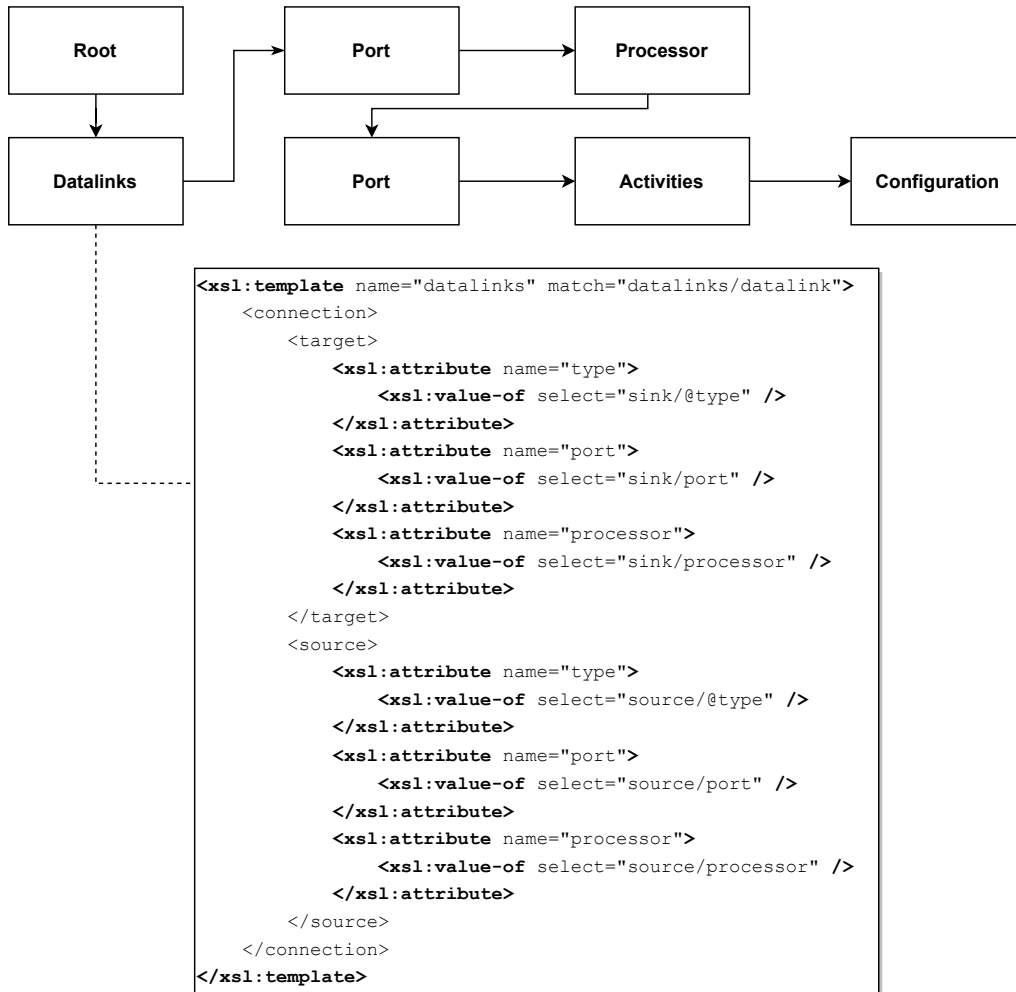 Root
Port
Processor
Datalinks
Port
Activities
Configuration
<xsl:template name="datalinks" match="datalinks/datalink">
    <connection>
        <target>
            <xsl:attribute name="type">
                <xsl:value-of select="sink/@type" />
            </xsl:attribute>
            <xsl:attribute name="port">
                <xsl:value-of select="sink/port" />
            </xsl:attribute>
            <xsl:attribute name="processor">
                <xsl:value-of select="sink/processor" />
            </xsl:attribute>
        </target>
        <source>
            <xsl:attribute name="type">
                <xsl:value-of select="source/@type" />
            </xsl:attribute>
            <xsl:attribute name="port">
                <xsl:value-of select="source/port" />
            </xsl:attribute>
            <xsl:attribute name="processor">
                <xsl:value-of select="source/processor" />
            </xsl:attribute>
        </source>
    </connection>
</xsl:template>